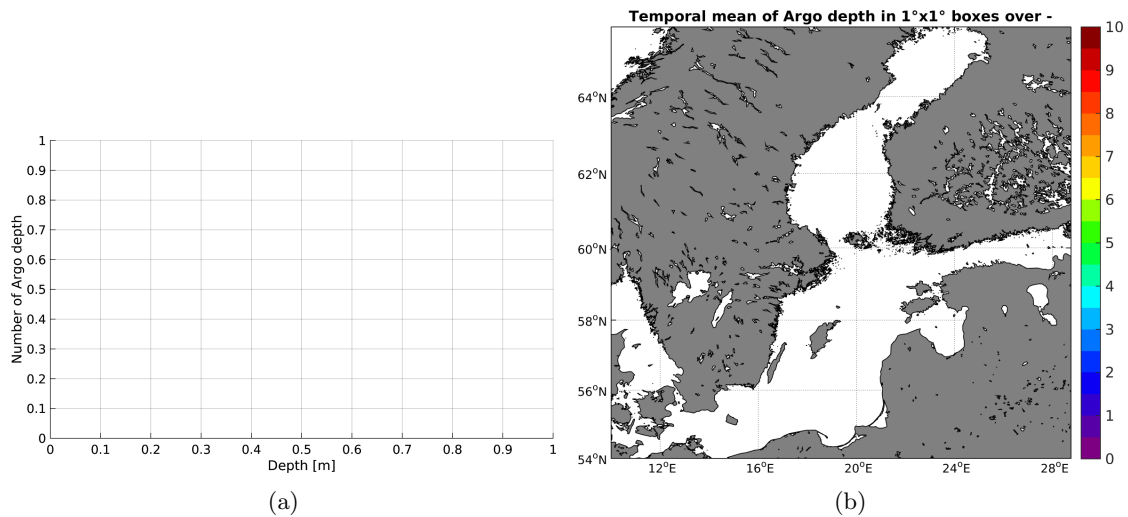 Temporal mean of Argo depth in 1°x1° boxes over -
Number of Argo depth
1
0.9
0.8
0.7
0.6
0.5
0.4
0.3
0.2
0.1
0
0 0.1 0.2 0.3 0.4 0.5 0.6 0.7 0.8 0.9 1
Depth [m]
(a)
64°N
62°N
60°N
58°N
56°N
54°N
12°E 16°E 20°E 24°E 28°E
10
9
8
7
6
5
4
3
2
1
0
(b)